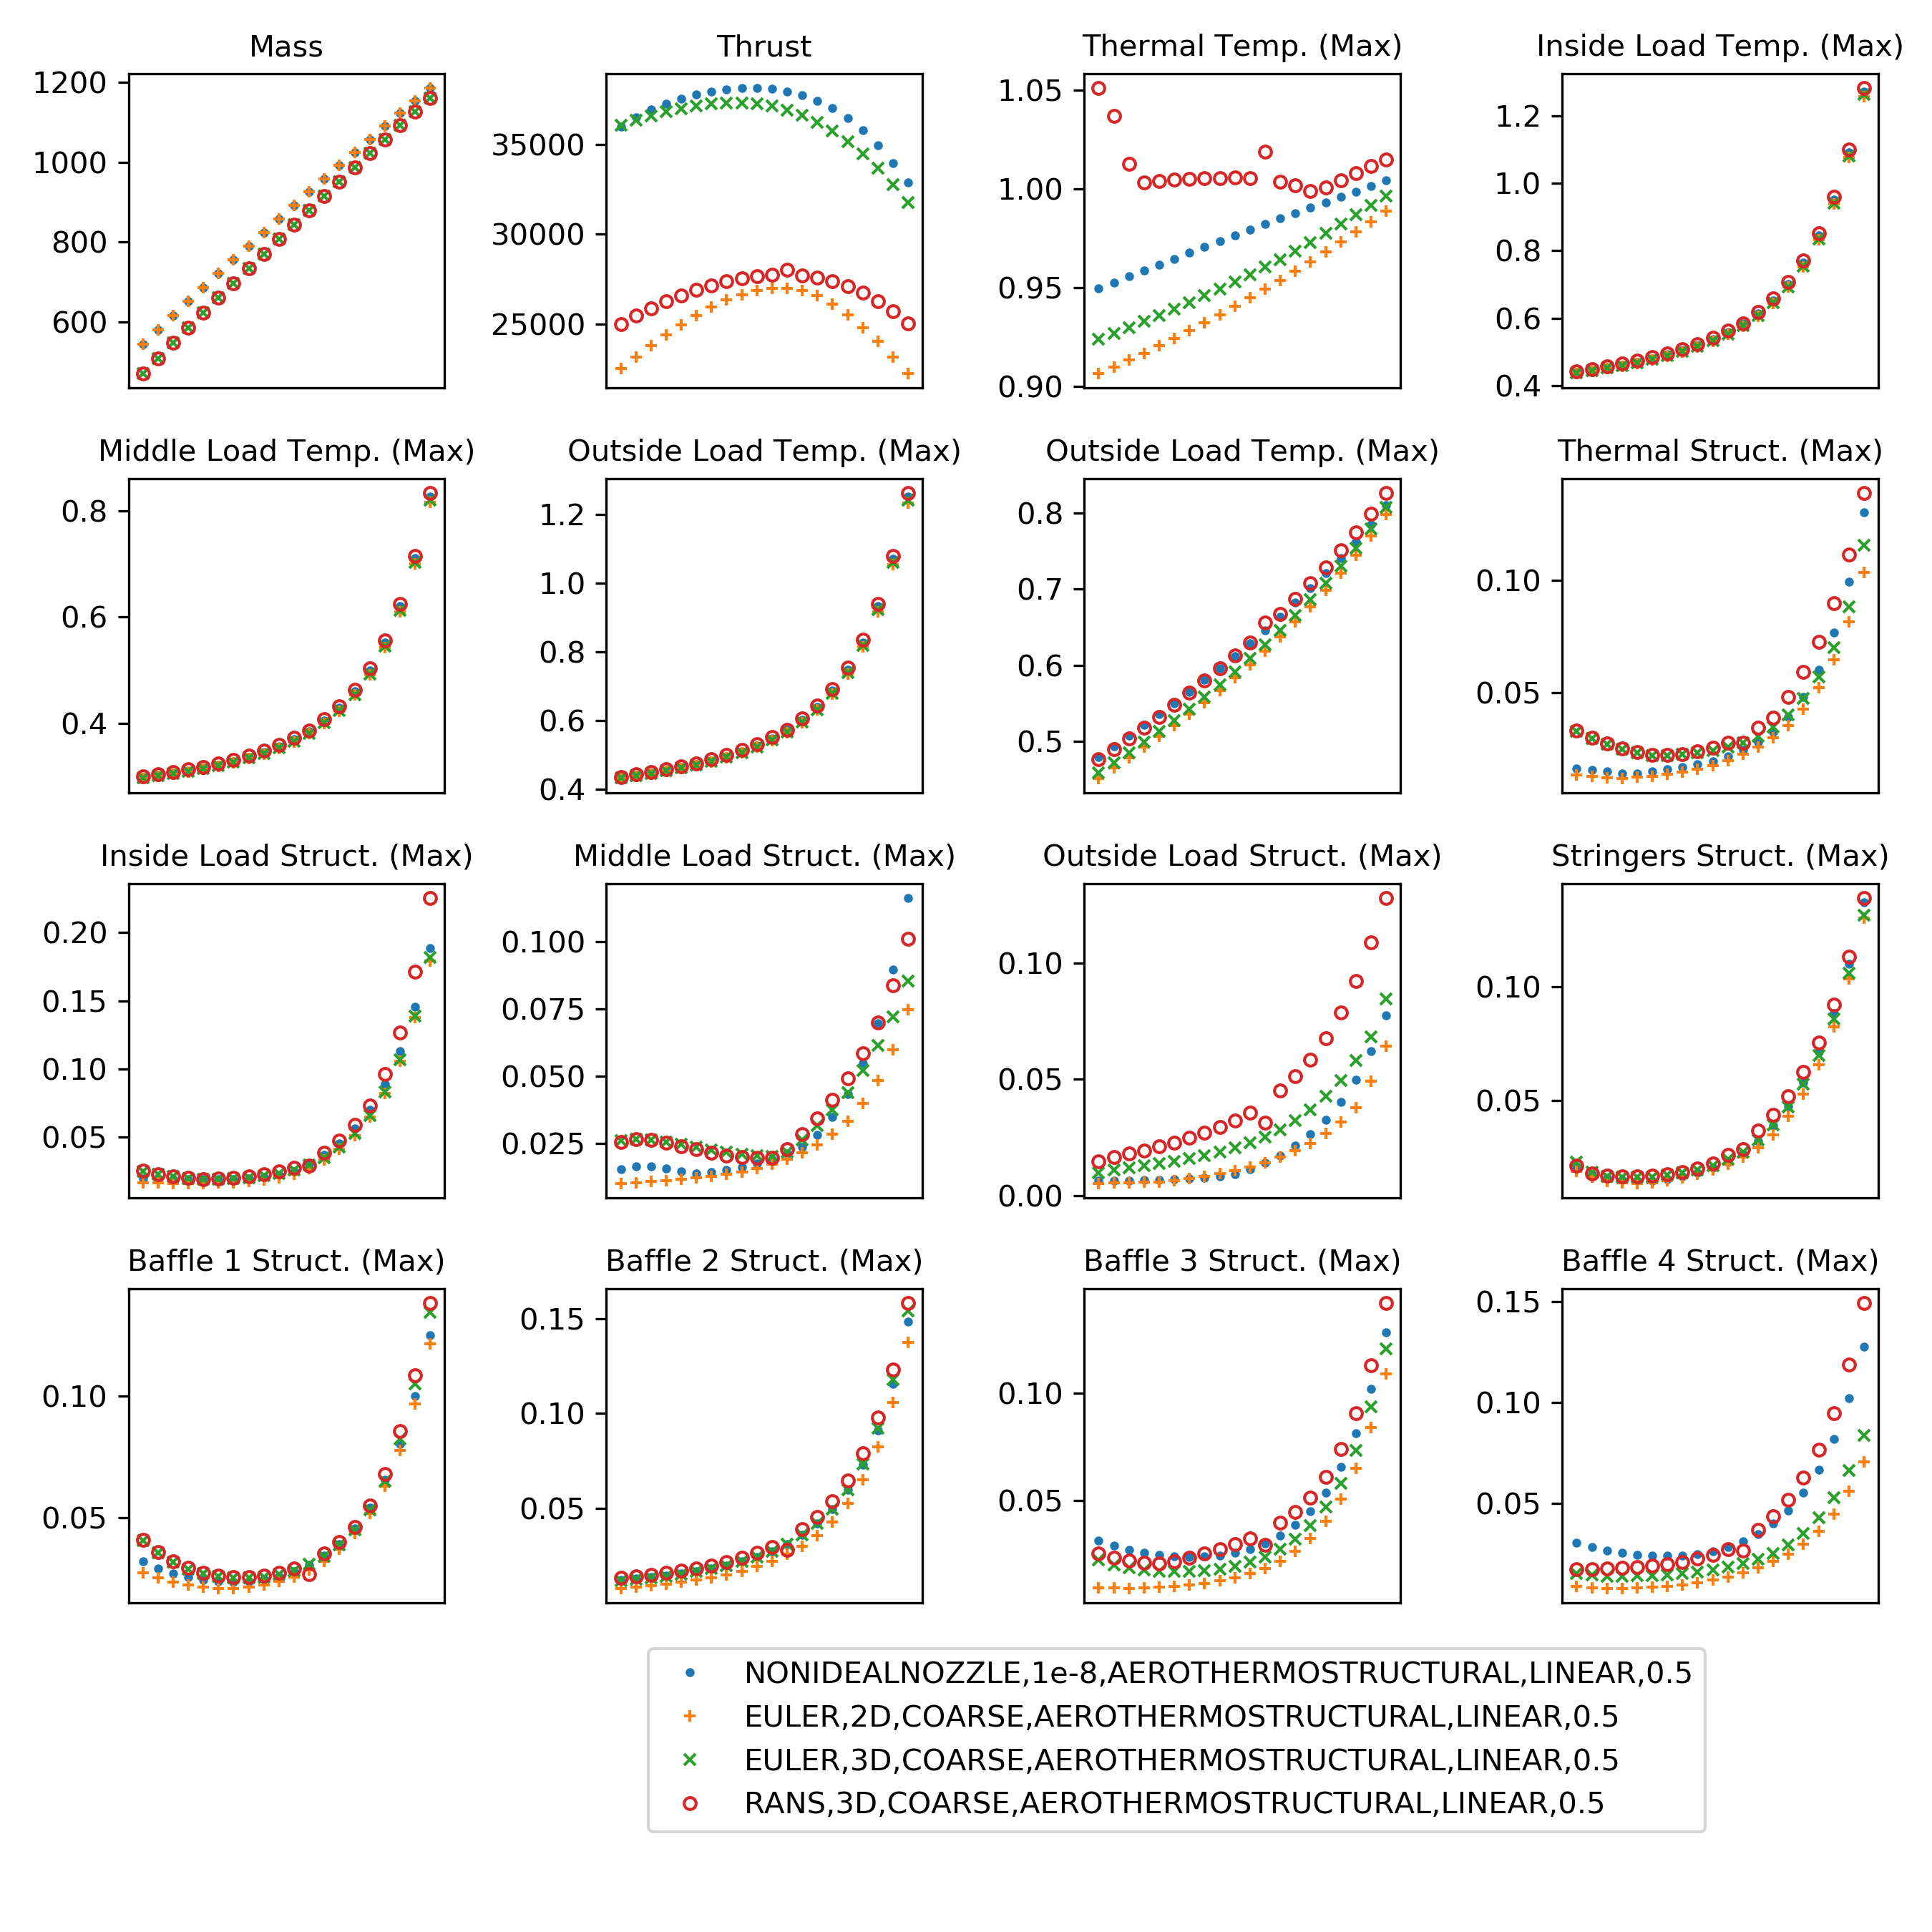 Mass
1200
1000
800
600
Thrust
35000
30000
25000
Thermal Temp. (Max)
1.05
1.00
0.95
0.90
Inside Load Temp. (Max)
1.2
1.0
0.8
0.6
0.4
Middle Load Temp. (Max)
0.8
0.6
0.4
Outside Load Temp. (Max)
1.2
1.0
0.8
0.6
0.4
Outside Load Temp. (Max)
0.8
0.7
0.6
0.5
Thermal Struct. (Max)
0.10
0.05
Inside Load Struct. (Max)
0.20
0.15
0.10
0.05
Middle Load Struct. (Max)
0.100
0.075
0.050
0.025
Outside Load Struct. (Max)
0.10
0.05
0.00
Stringers Struct. (Max)
0.10
0.05
Baffle 1 Struct. (Max)
0.10
0.05
Baffle 2 Struct. (Max)
0.15
0.10
0.05
Baffle 3 Struct. (Max)
0.10
0.05
Baffle 4 Struct. (Max)
0.15
0.10
0.05
NONIDEALNOZZLE,1e-8,AEROTHERMOSTRUCTURAL,LINEAR,0.5
EULER,2D,COARSE,AEROTHERMOSTRUCTURAL,LINEAR,0.5
EULER,3D,COARSE,AEROTHERMOSTRUCTURAL,LINEAR,0.5
RANS,3D,COARSE,AEROTHERMOSTRUCTURAL,LINEAR,0.5